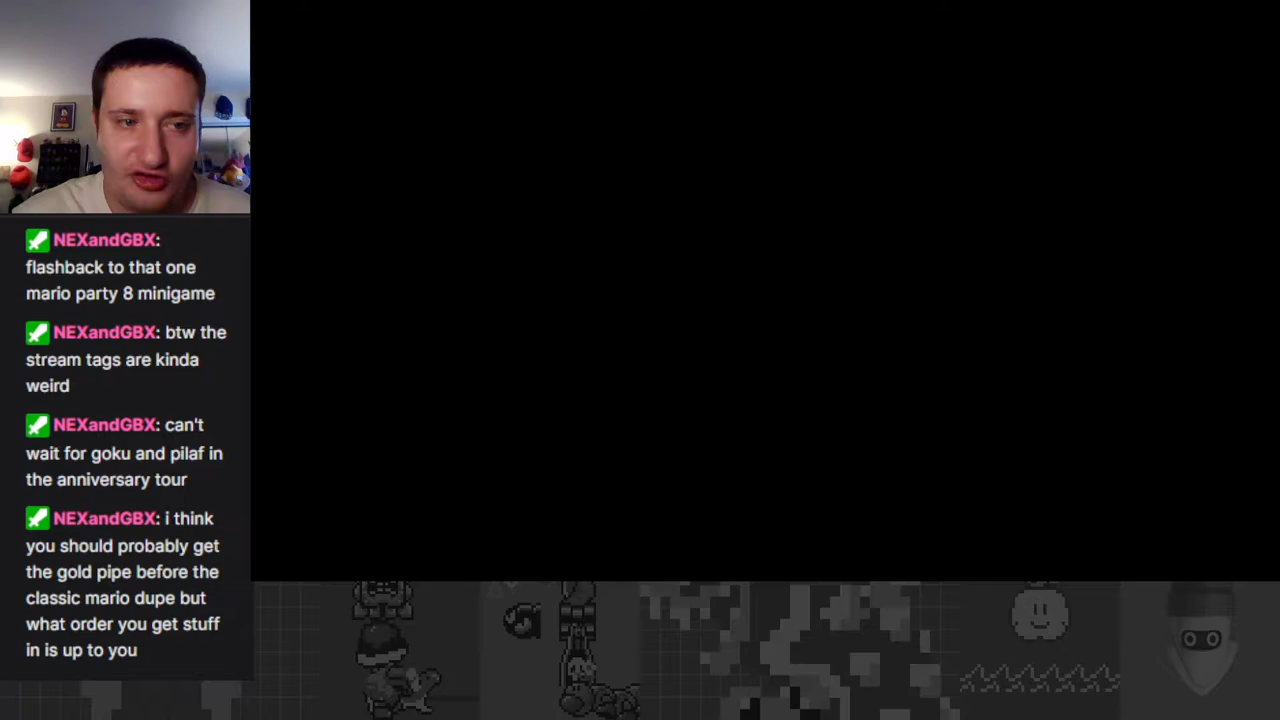 NEXandGBX:
flashback to that one
mario party 8 minigame
NEXandGBX: btw the
stream tags are kinda
weird
NEXandGBX: can't
wait for goku and pilaf in
the anniversary tour
NEXandGBX: i think
you should probably get
the gold pipe before the
classic mario dupe but
what order you get stuff
in is up to you